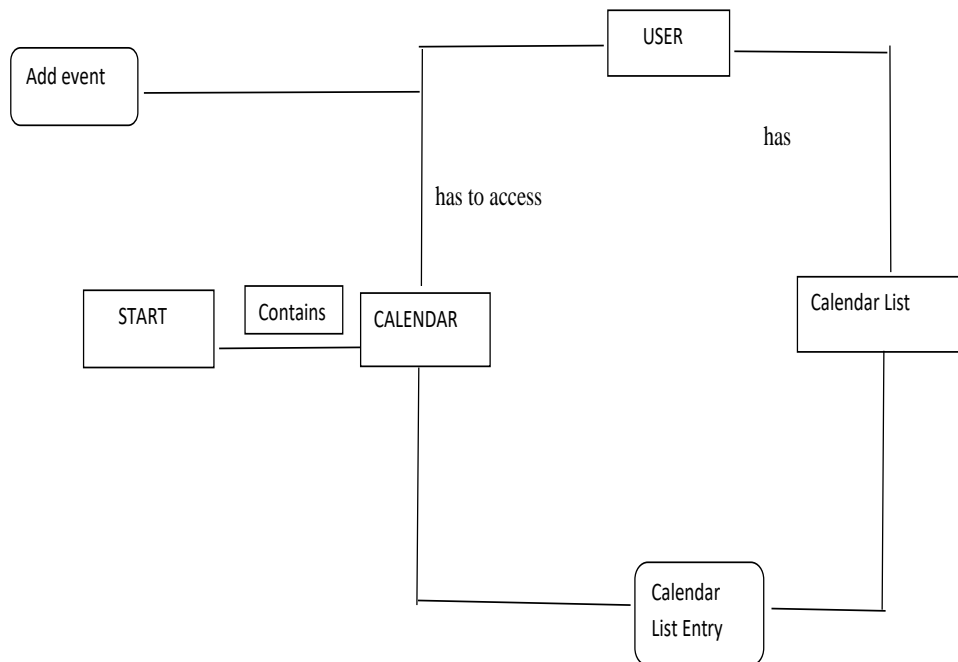 USER
Add event
has
has to access
START
Contains
CALENDAR
Calendar List
Calendar
List Entry